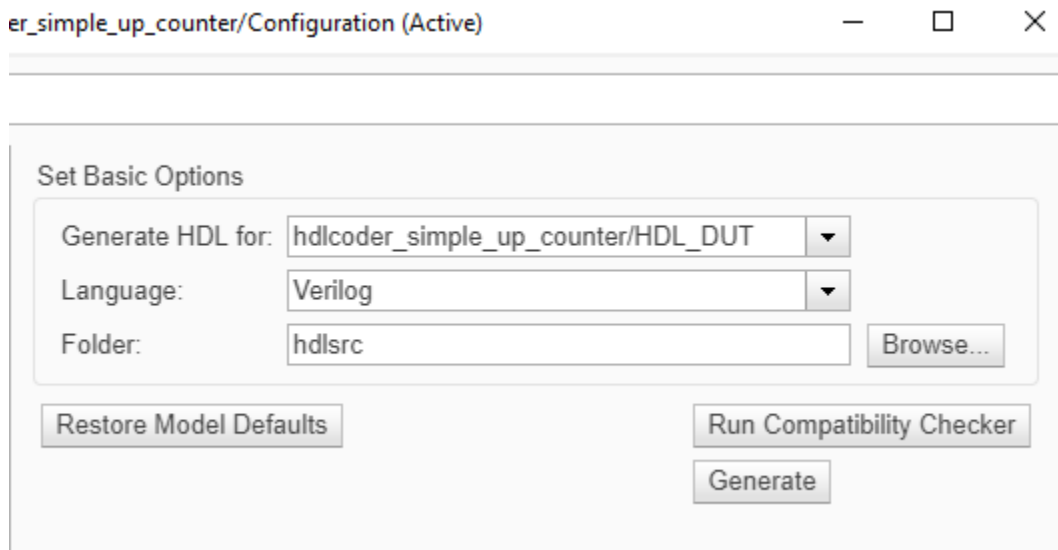 er_simple_up_counter/Configuration (Active)
Set Basic Options
Generate HDL for: hdlcoder_simple_up_counter/HDL_DUT
Language: Verilog
Folder: hdlsrc Browse...
Restore Model Defaults Run Compatibility Checker
Generate